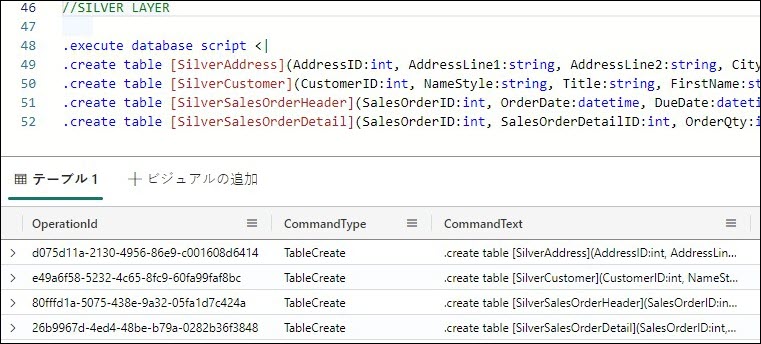 46 //SILVER LAYER
47
48 .execute database script <|
49 .create table [SilverAddress](AddressID:int, AddressLine1:string, AddressLine2:string, City
50 .create table [SilverCustomer](CustomerID:int, NameStyle:string, Title:string, FirstName:st
51 .create table [SilverSalesOrderHeader](SalesOrderID:int, OrderDate:datetime, DueDate:dateti
52 .create table [SilverSalesOrderDetail](SalesOrderID:int, SalesOrderDetailID:int, OrderQty:i
テーブル 1 ビジュアルの追加
OperationId CommandType CommandText
d075d11a-2130-4956-86e9-c001608d6414 TableCreate .create table [SilverAddress](AddressID:int, AddressLin...
e49a6f58-5232-4c65-8fc9-60fa99faf8bc TableCreate .create table [SilverCustomer](CustomerID:int, NameSt...
80fffd1a-5075-438e-9a32-05fa1d7c424a TableCreate .create table [SilverSalesOrderHeader](SalesOrderID:in...
26b9967d-4ed4-48be-b79a-0282b36f3848 TableCreate .create table [SilverSalesOrderDetail](SalesOrderID:int,...